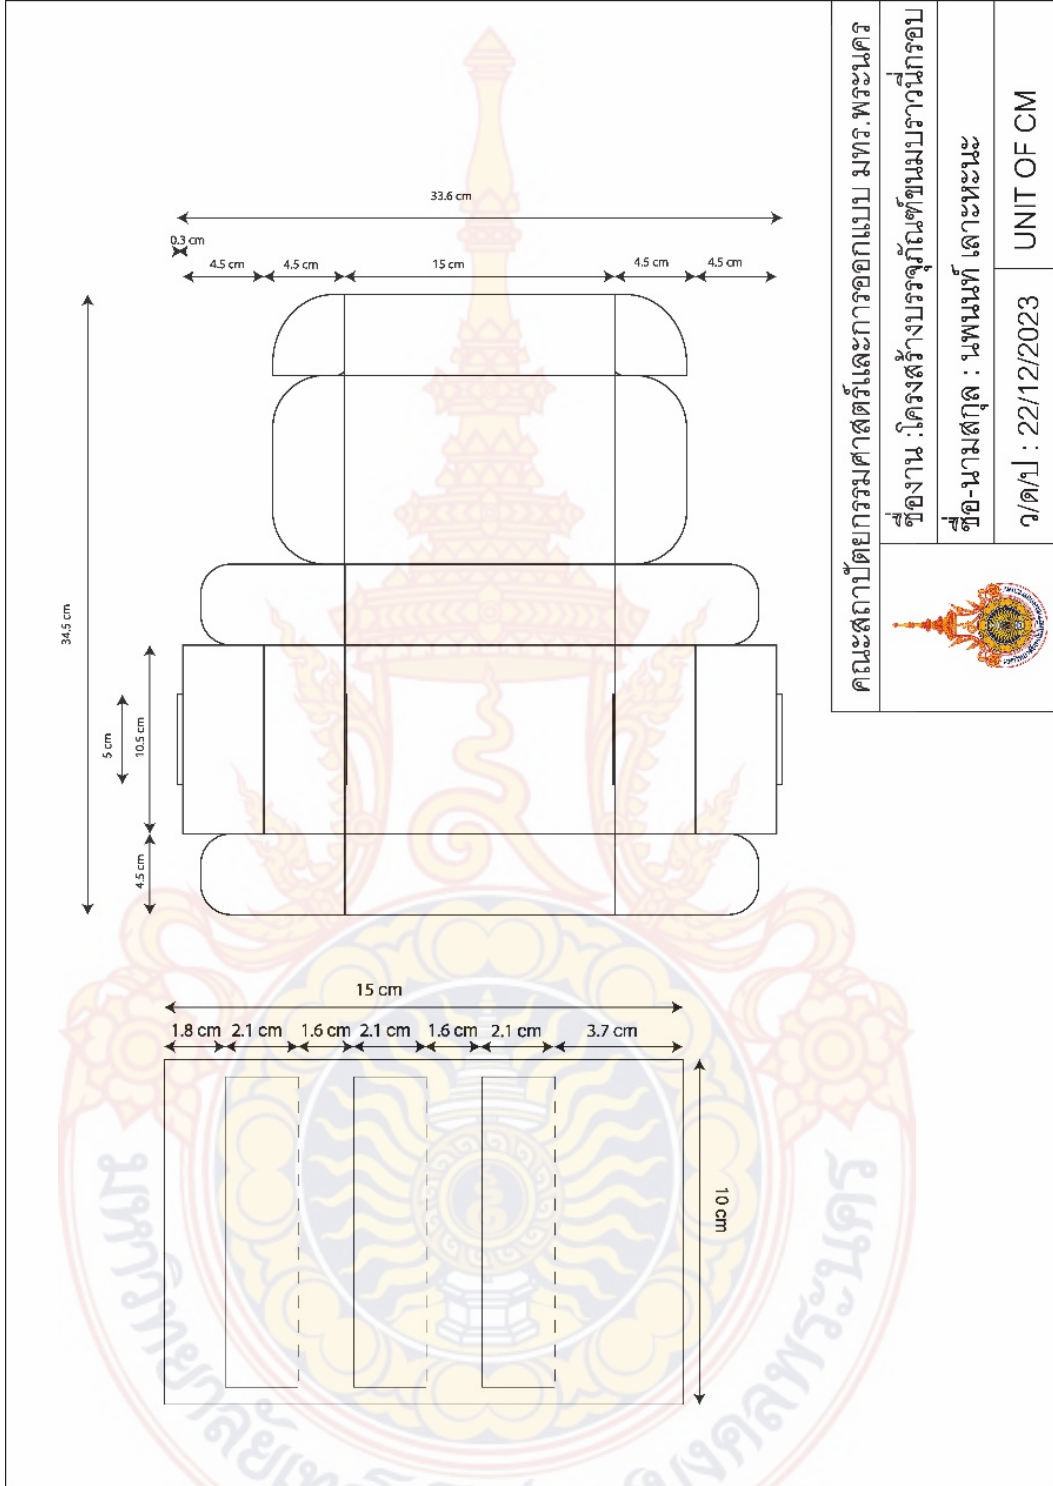 33.6 cm
0.3 cm
4.5 cm 4.5 cm 15 cm 4.5 cm 4.5 cm
34.5 cm
5 cm
10.5 cm
4.5 cm
15 cm
1.8 cm 2.1 cm 1.6 cm 2.1 cm 1.6 cm 2.1 cm 3.7 cm
10 cm
คณะสถาปัตยกรรมศาสตร์และการออกแบบ มทร.พระนคร
ชื่องาน :โครงสร้างบรรจุภัณฑ์ขนมบราวนี่กรอบ
ชื่อ-นามสกุล : นพนนท์ เลาะหะนะ
ว/ด/ป : 22/12/2023
UNIT OF CM